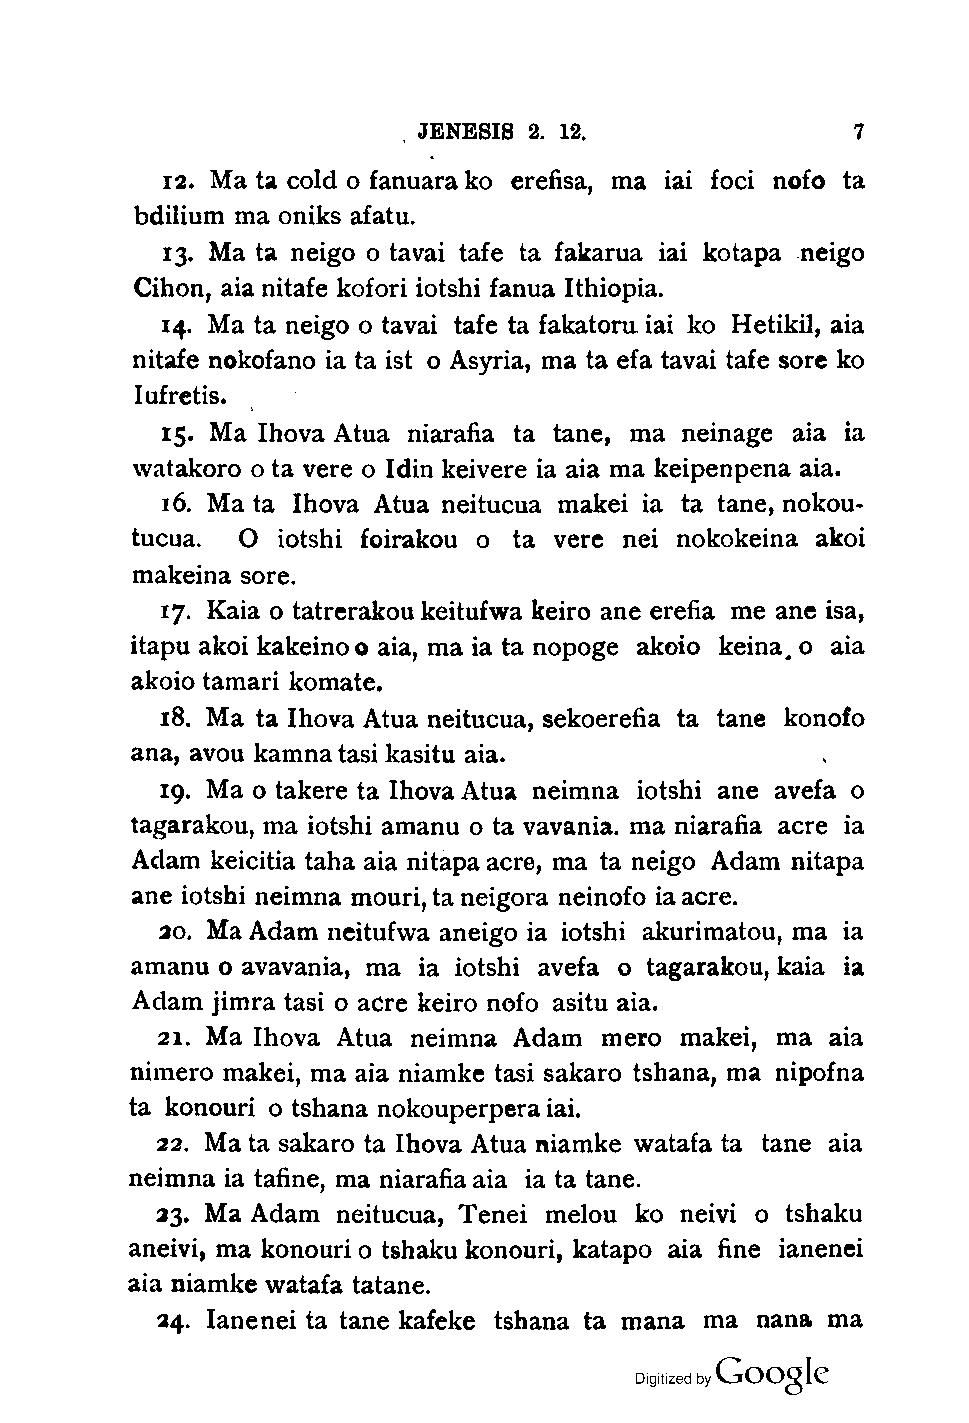 JENESIS 2. 12. 7
12. Ma ta cold o fanuara ko erefisa, ma iai foci nofo ta
bdilium ma oniks afatu.
13. Ma ta neigo o tavai tafe ta fakarua iai kotapa neigo
Cihon, aia nitafe kofori iotshi fanua Ithiopia.
14. Ma ta neigo o tavai tafe ta fakatoru iai ko Hetikil, aia
nitafe nokofano ia ta ist o Asyria, ma ta efa tavai tafe sore ko
Iufretis.
15. Ma Ihova Atua niarafia ta tane, ma neinage aia ia
watakoro o ta vere o Idin keivere ia aia ma keipenpena aia.
16. Ma ta Ihova Atua neitucua makei ia ta tane, nokou-
tucua. O iotshi foirakou o ta vere nei nokokeina akoi
makeina sore.
17. Kaia o tatrerakou keitufwa keiro ane erefia me ane isa,
itapu akoi kakeino o aia, ma ia ta nopoge akoio keina. o aia
akoio tamari komate.
18. Ma ta Ihova Atua neitucua, sekoerefia ta tane konofo
ana, avou kamna tasi kasitu aia.
19. Ma o takere ta Ihova Atua neimna iotshi ane avefa o
tagarakou, ma iotshi amanu o ta vavania. ma niarafia acre ia
Adam keicitia taha aia nitapa acre, ma ta neigo Adam nitapa
ane iotshi neimna mouri, ta neigora neinofo ia acre.
20. Ma Adam neitufwa aneigo ia iotshi akurimatou, ma ia
amanu o avavania, ma ia iotshi avefa o tagarakou, kaia ia
Adam jimra tasi o acre keiro nofo asitu aia.
21. Ma Ihova Atua neimna Adam mero makei, ma aia
nimero makei, ma aia niamke tasi sakaro tshana, ma nipofna
ta konouri o tshana nokouperpera iai.
22. Ma ta sakaro ta Ihova Atua niamke watafa ta tane aia
neimna ia tafine, ma niarafia aia ia ta tane.
23. Ma Adam neitucua, Tenei melou ko neivi o tshaku
aneivi, ma konouri o tshaku konouri, katapo aia fine ianenei
aia niamke watafa tatane.
24. Ianenei ta tane kafeke tshana ta mana ma nana ma
Digitized by Google